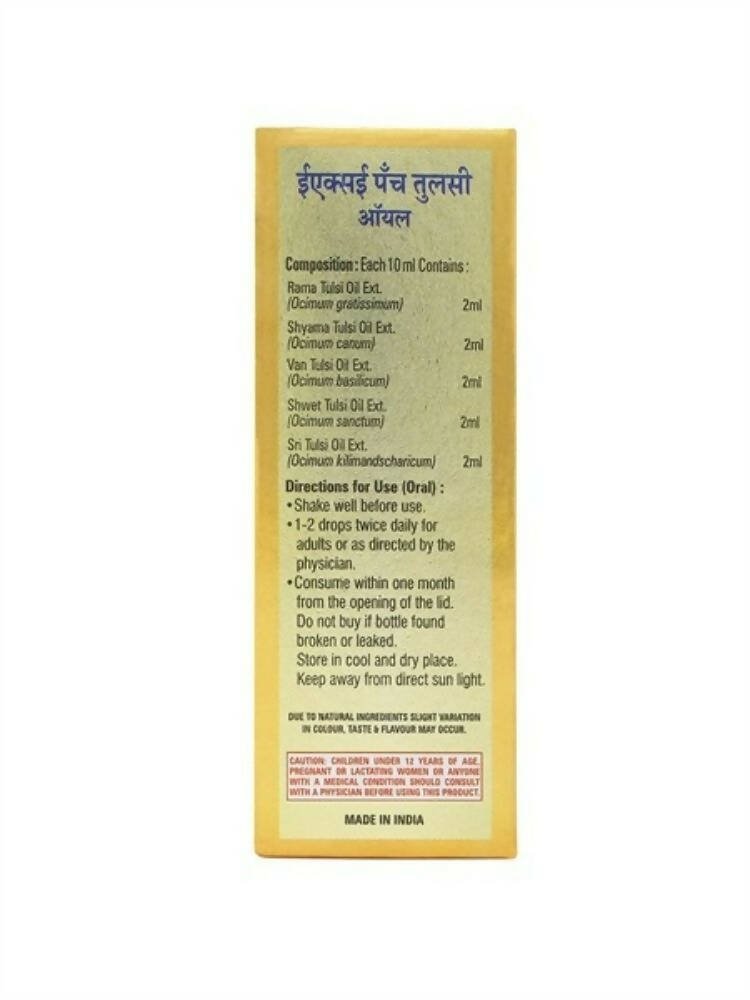 ईएक्सई पँच तुलसी
ऑयल
Composition : Each 10 ml Contains :
Rama Tulsi Oil Ext.
(Ocimum gratissimum) 2ml
Shyama Tulsi Oil Ext.
(Ocimum canum) 2ml
Van Tulsi Oil Ext.
(Ocimum basilicum) 2ml
Shwet Tulsi Oil Ext.
(Ocimum sanctum) 2ml
Sri Tulsi Oil Ext.
(Ocimum kilimandscharicum) 2ml
Directions for Use (Oral) :
• Shake well before use.
• 1-2 drops twice daily for
adults or as directed by the
physician.
• Consume within one month
from the opening of the lid.
Do not buy if bottle found
broken or leaked.
Store in cool and dry place.
Keep away from direct sun light.
DUE TO NATURAL INGREDIENTS SLIGHT VARIATION
IN COLOUR, TASTE & FLAVOUR MAY OCCUR.
CAUTION: CHILDREN UNDER 12 YEARS OF AGE,
PREGNANT OR LACTATING WOMEN OR ANYONE
WITH A MEDICAL CONDITION SHOULD CONSULT
WITH A PHYSICIAN BEFORE USING THIS PRODUCT.
MADE IN INDIA